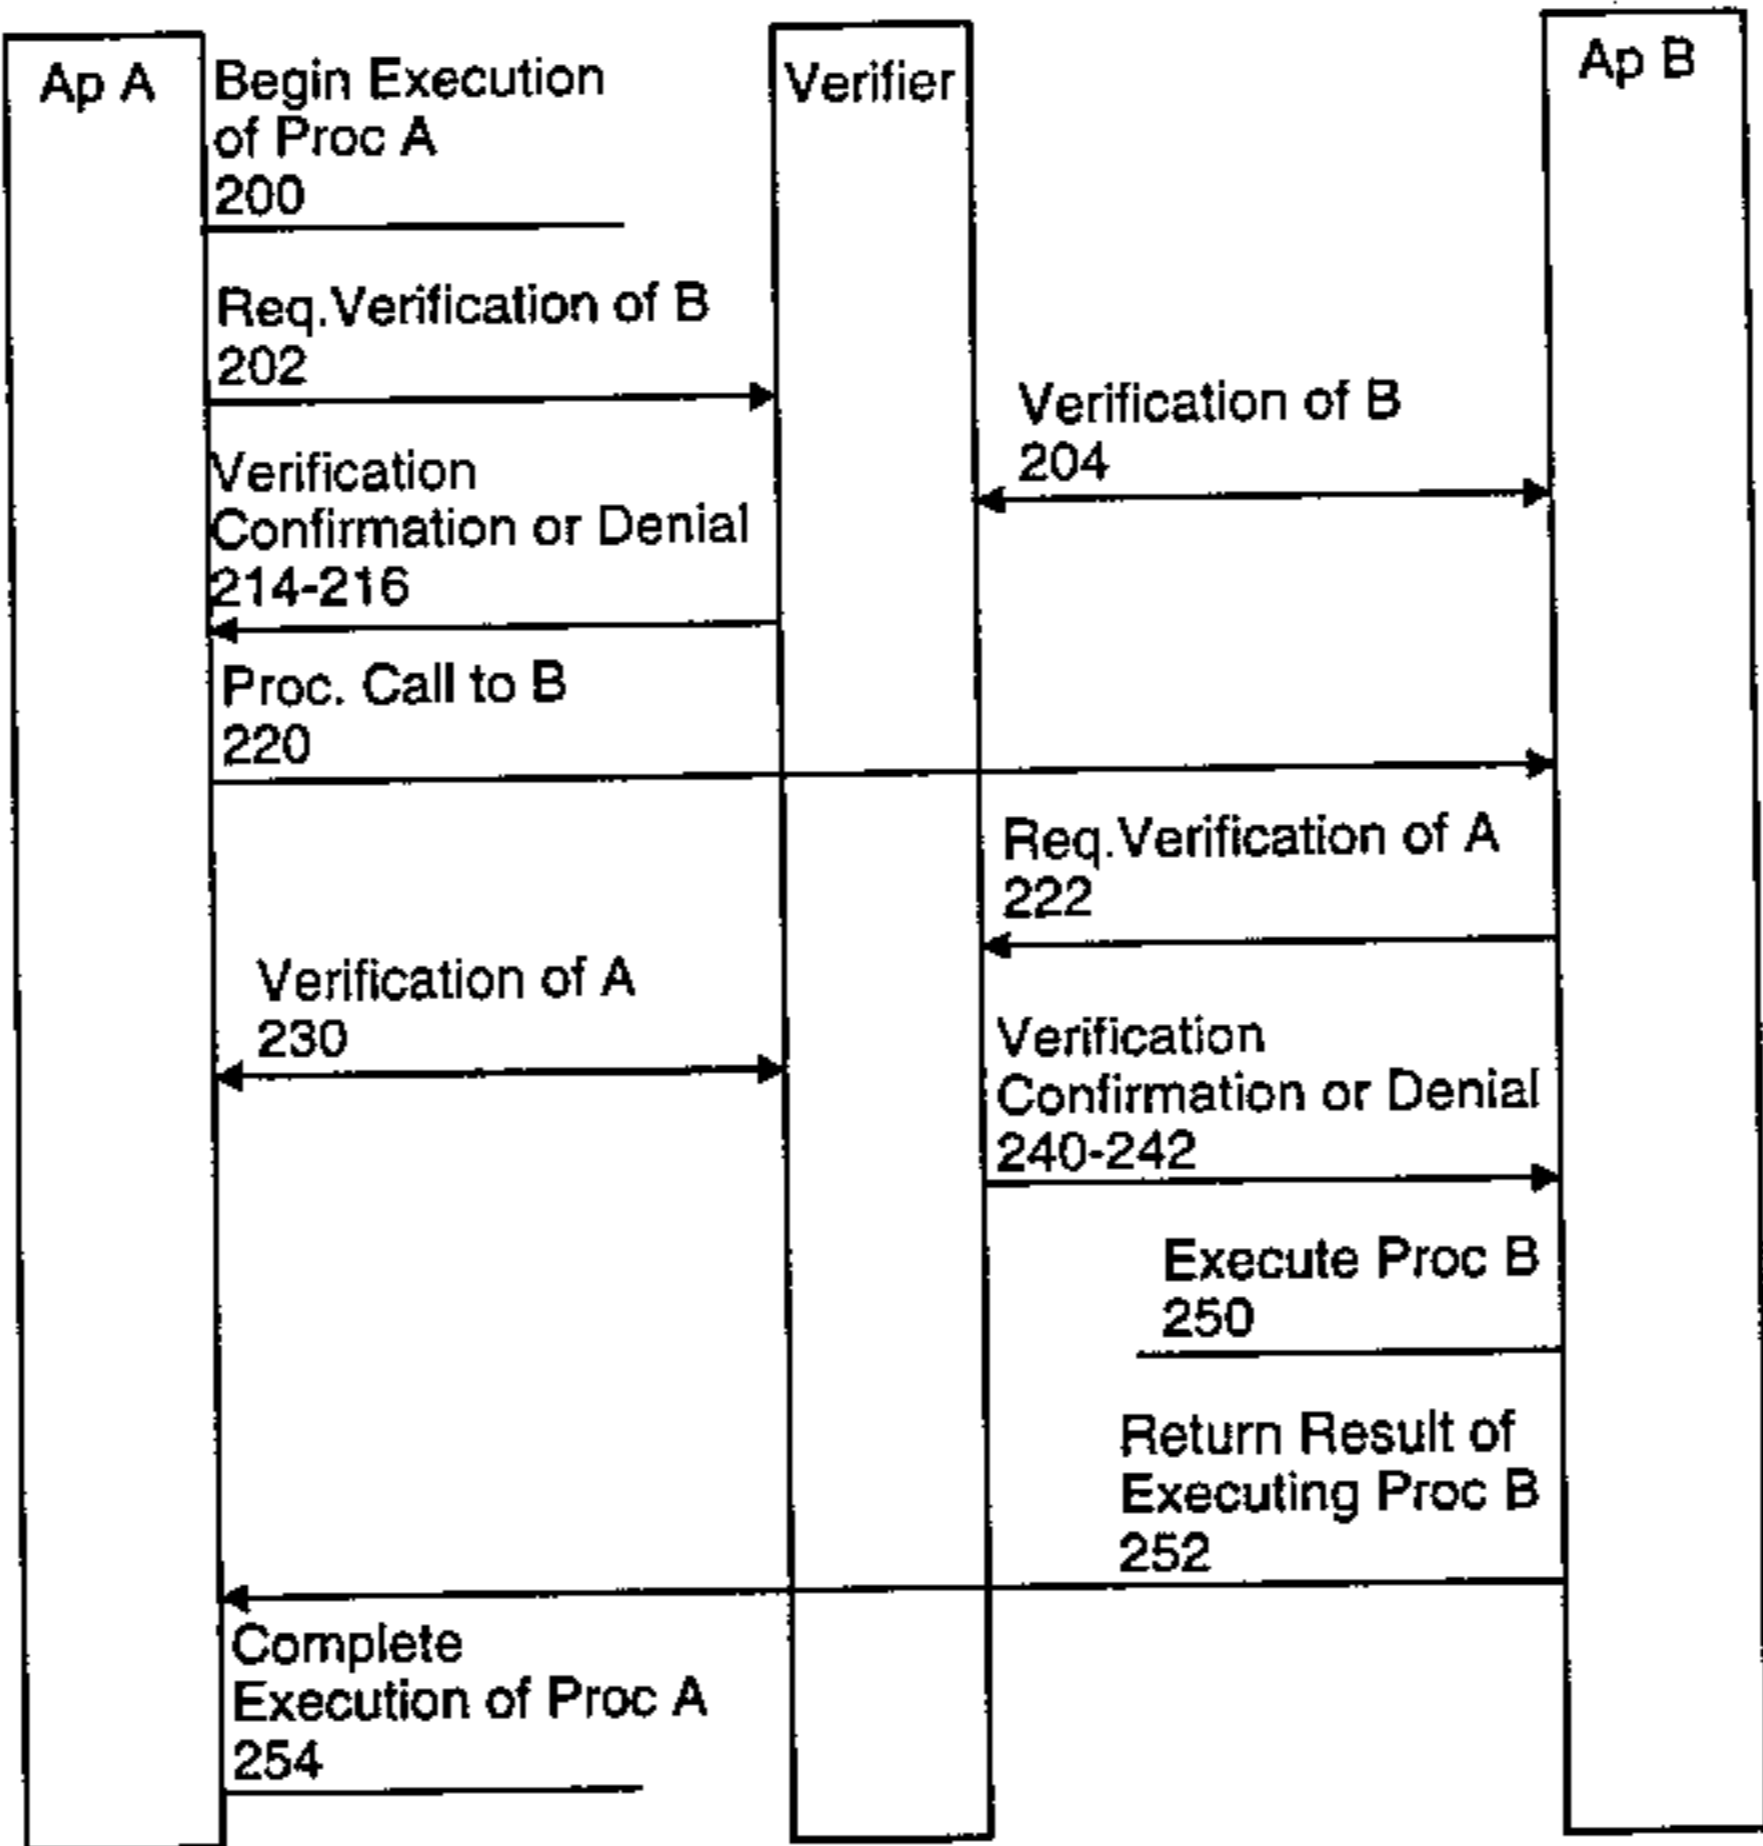 Ap A
Verifier
Ap B
Begin Execution
of Proc A
200
Req.Verification of B
202
Verification of B
204
Verification
Confirmation or Denial
214-216
Proc. Call to B
220
Req.Verification of A
222
Verification of A
230
Verification
Confirmation or Denial
240-242
Execute Proc B
250
Return Result of
Executing Proc B
252
Complete
Execution of Proc A
254